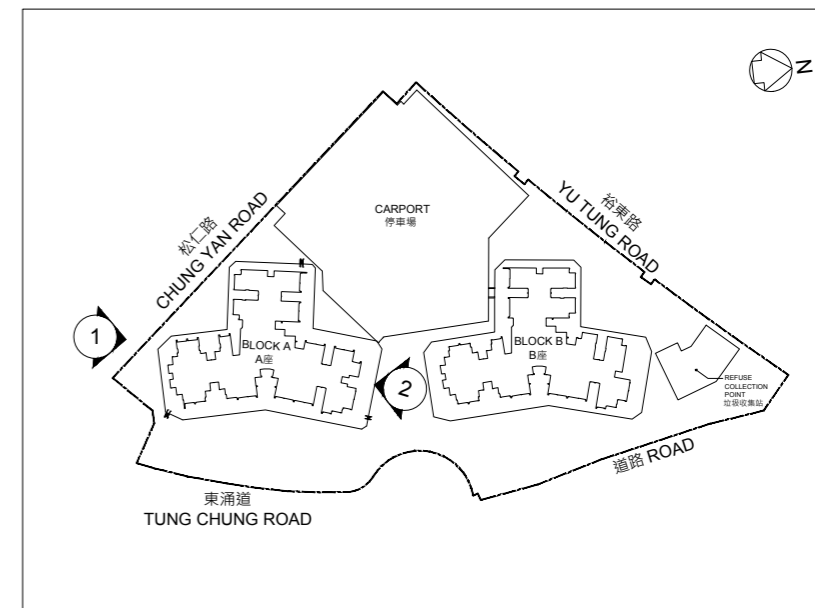 N
CARPORT
停車場
松仁路
CHUNG YAN ROAD
裕東路
YU TUNG ROAD
1
BLOCK A
A座
2
BLOCK B
B座
REFUSE
COLLECTION
POINT
垃圾收集站
道路 ROAD
東涌道
TUNG CHUNG ROAD